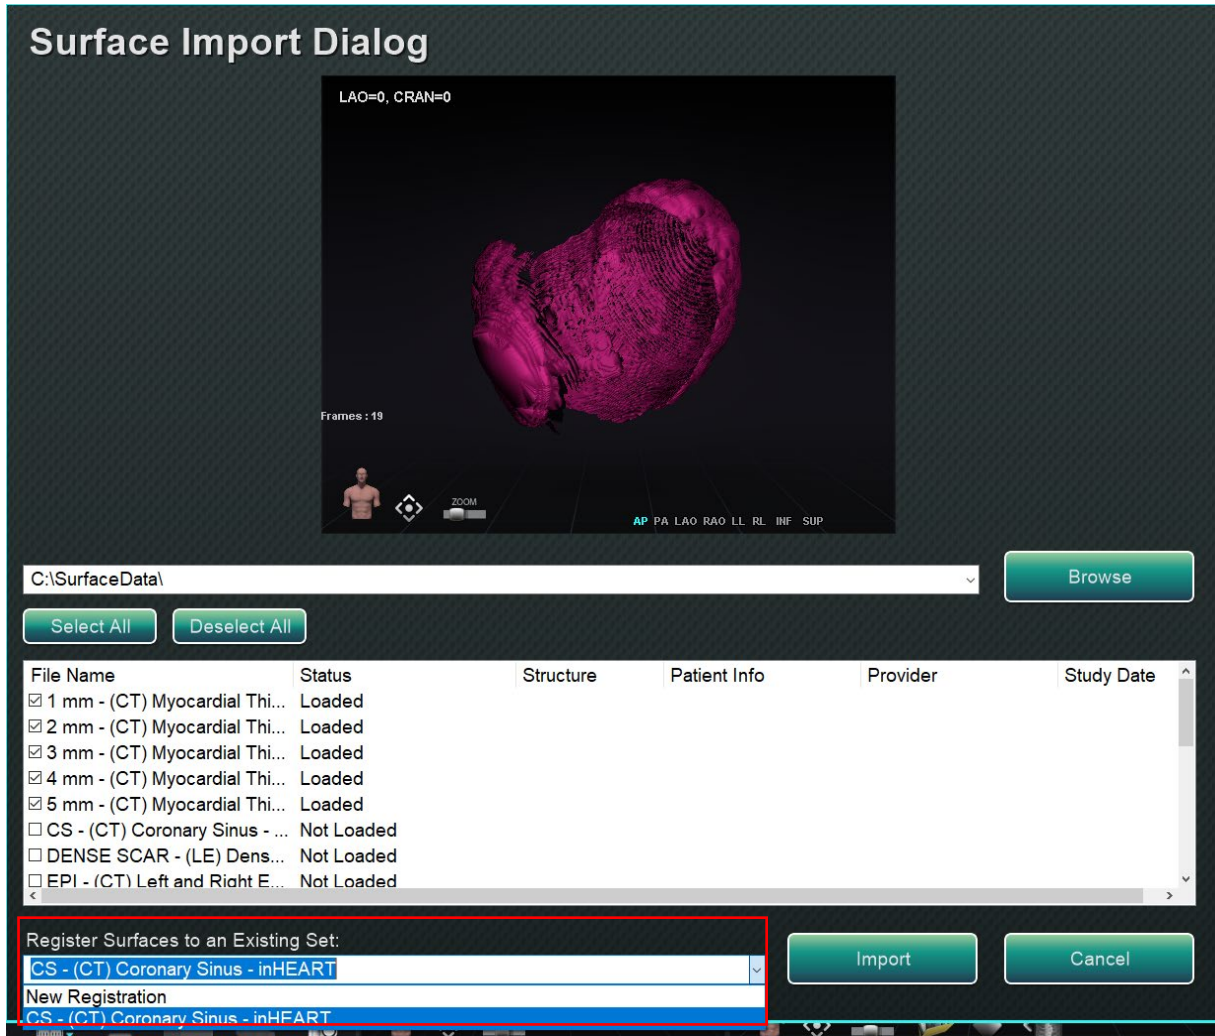 Surface Import Dialog
LAO=0, CRAN=0
Frames : 19
ZOOM
AP PA LAO RAO LL RL INF SUP
C:\SurfaceData\
Browse
Select All Deselect All
File Name Status Structure Patient Info Provider Study Date
1 mm - (CT) Myocardial Thi... Loaded
2 mm - (CT) Myocardial Thi... Loaded
3 mm - (CT) Myocardial Thi... Loaded
4 mm - (CT) Myocardial Thi... Loaded
5 mm - (CT) Myocardial Thi... Loaded
CS - (CT) Coronary Sinus - ... Not Loaded
DENSE SCAR - (LE) Dens... Not Loaded
EPI - (CT) Left and Right E... Not Loaded
Register Surfaces to an Existing Set:
CS - (CT) Coronary Sinus - inHEART
Import Cancel
New Registration
CS - (CT) Coronary Sinus - inHEART